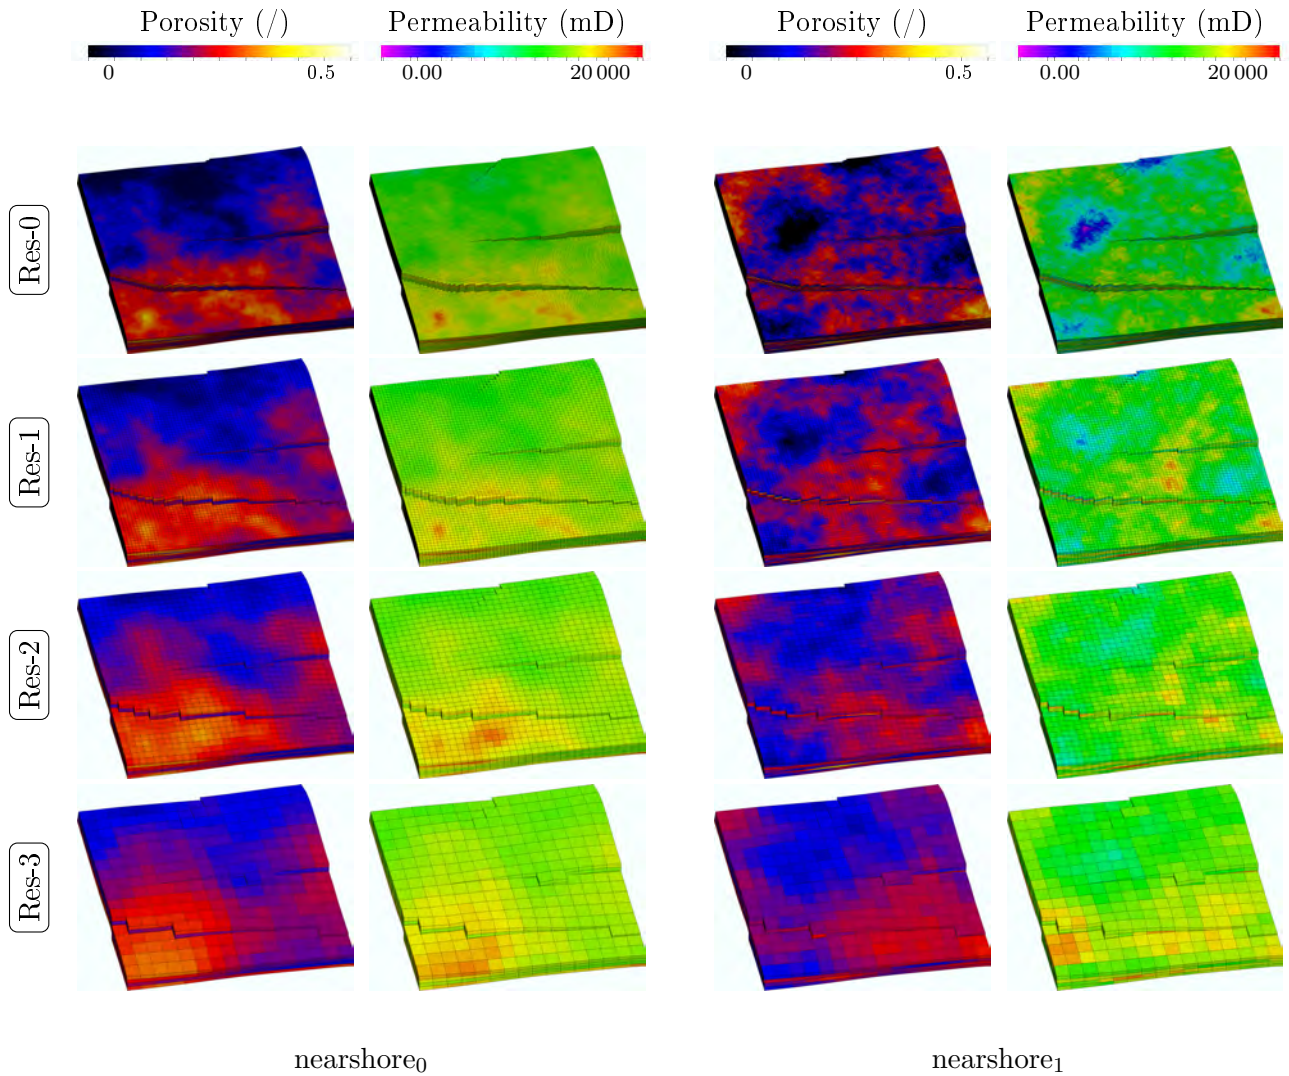 Porosity (/) Permeability (mD) Porosity (/) Permeability (mD)
0 0.5 0.00 20 000 0 0.5 0.00 20 000
Res-0
Res-1
Res-2
Res-3
nearshore₀ nearshore₁